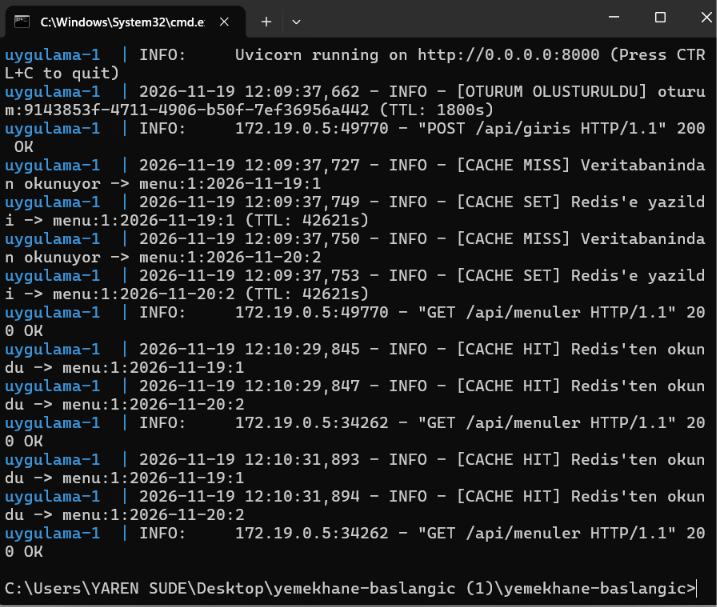 C:\Windows\System32\cmd.e:
uygulama-1  | INFO:     Uvicorn running on http://0.0.0.0:8000 (Press CTR
L+C to quit)
uygulama-1  | 2026-11-19 12:09:37,662 - INFO - [OTURUM OLUSTURULDU] oturu
m:9143853f-4711-4906-b50f-7ef36956a442 (TTL: 1800s)
uygulama-1  | INFO:     172.19.0.5:49770 - "POST /api/giris HTTP/1.1" 200
 OK
uygulama-1  | 2026-11-19 12:09:37,727 - INFO - [CACHE MISS] Veritabaninda
n okunuyor -> menu:1:2026-11-19:1
uygulama-1  | 2026-11-19 12:09:37,749 - INFO - [CACHE SET] Redis'e yazild
i -> menu:1:2026-11-19:1 (TTL: 42621s)
uygulama-1  | 2026-11-19 12:09:37,750 - INFO - [CACHE MISS] Veritabaninda
n okunuyor -> menu:1:2026-11-20:2
uygulama-1  | 2026-11-19 12:09:37,753 - INFO - [CACHE SET] Redis'e yazild
i -> menu:1:2026-11-20:2 (TTL: 42621s)
uygulama-1  | INFO:     172.19.0.5:49770 - "GET /api/menuler HTTP/1.1" 20
0 OK
uygulama-1  | 2026-11-19 12:10:29,845 - INFO - [CACHE HIT] Redis'ten okun
du -> menu:1:2026-11-19:1
uygulama-1  | 2026-11-19 12:10:29,847 - INFO - [CACHE HIT] Redis'ten okun
du -> menu:1:2026-11-20:2
uygulama-1  | INFO:     172.19.0.5:34262 - "GET /api/menuler HTTP/1.1" 20
0 OK
uygulama-1  | 2026-11-19 12:10:31,893 - INFO - [CACHE HIT] Redis'ten okun
du -> menu:1:2026-11-19:1
uygulama-1  | 2026-11-19 12:10:31,894 - INFO - [CACHE HIT] Redis'ten okun
du -> menu:1:2026-11-20:2
uygulama-1  | INFO:     172.19.0.5:34262 - "GET /api/menuler HTTP/1.1" 20
0 OK
C:\Users\YAREN SUDE\Desktop\yemekhane-baslangic (1)\yemekhane-baslangic>